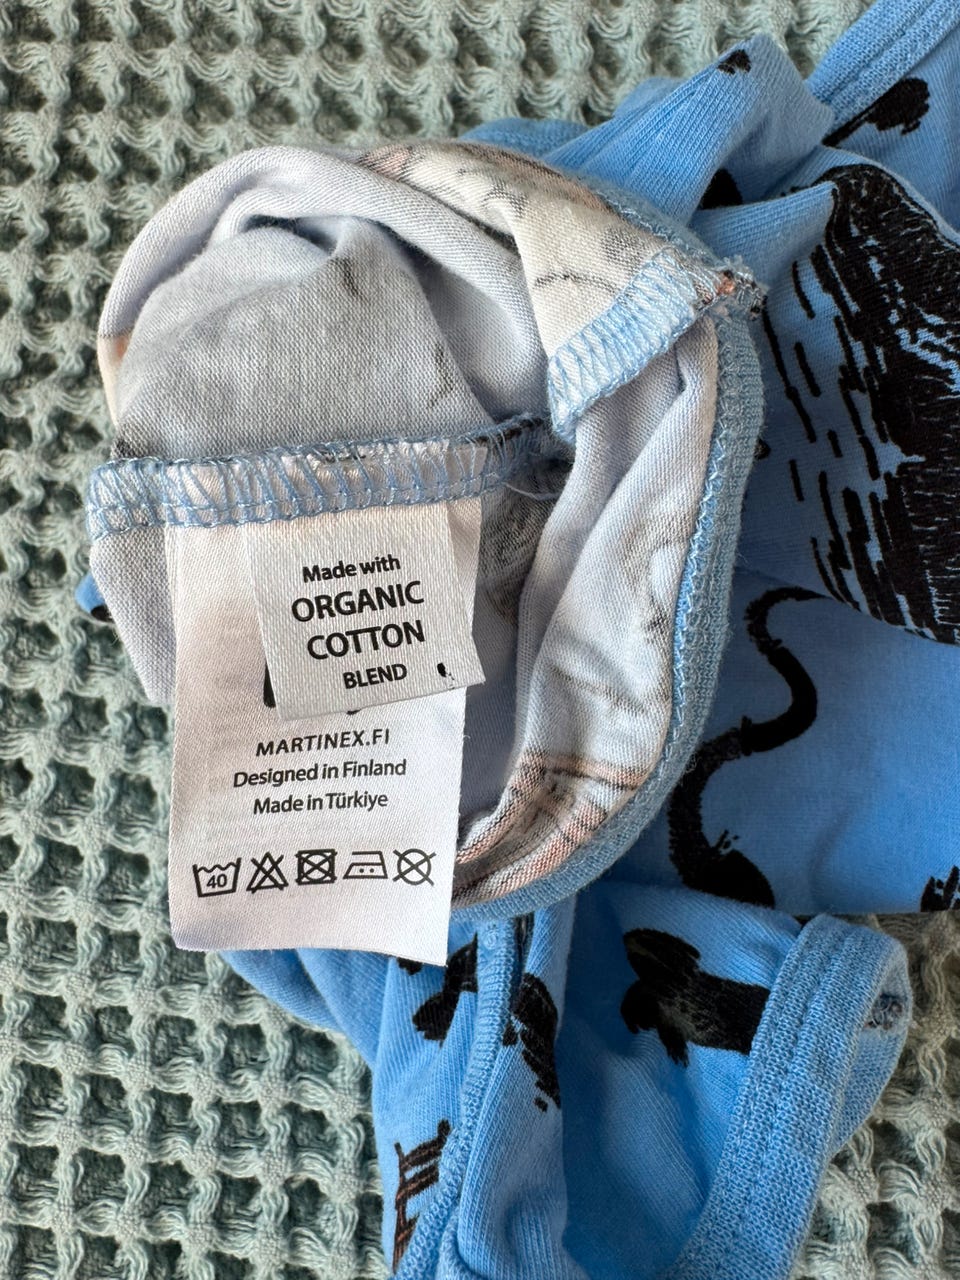 Made with
ORGANIC
COTTON
BLEND
MARTINEX.FI
Designed in Finland
Made in Türkiye
40